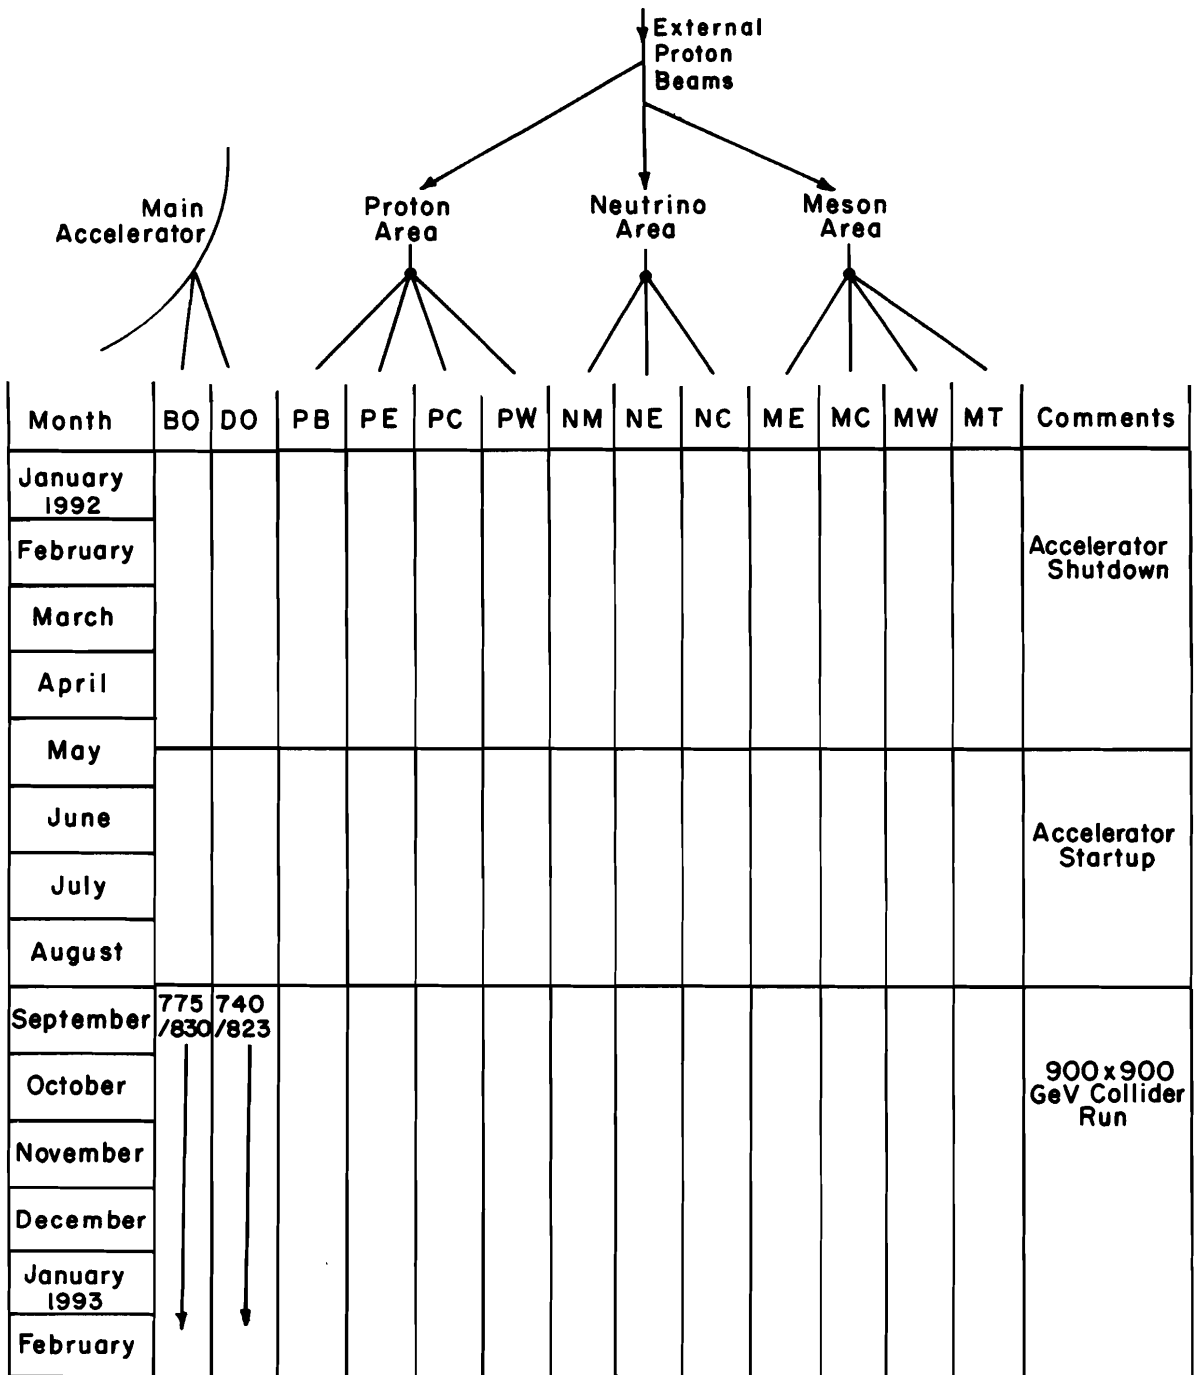 External
Proton
Beams
Main
Accelerator
Proton
Area
Neutrino
Area
Meson
Area
Month BO DO PB PE PC PW NM NE NC ME MC MW MT Comments
January
1992
February
Accelerator
Shutdown
March
April
May
June
Accelerator
Startup
July
August
September
775
/830
740
/823
October
900x900
GeV Collider
Run
November
December
January
1993
February